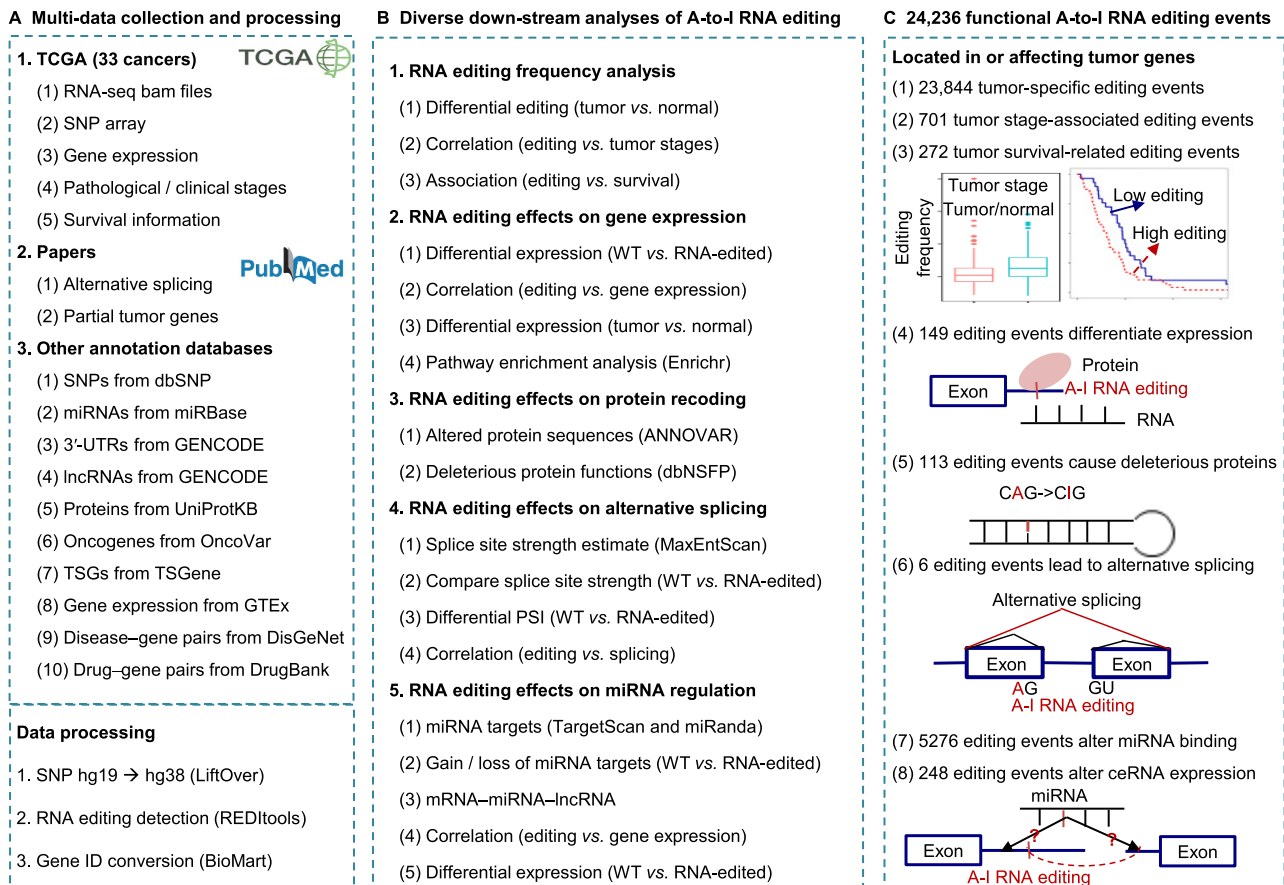 A Multi-data collection and processing
1. TCGA (33 cancers)
TCGA
(1) RNA-seq bam files
(2) SNP array
(3) Gene expression
(4) Pathological / clinical stages
(5) Survival information
2. Papers
PubMed
(1) Alternative splicing
(2) Partial tumor genes
3. Other annotation databases
(1) SNPs from dbSNP
(2) miRNAs from miRBase
(3) 3′-UTRs from GENCODE
(4) lncRNAs from GENCODE
(5) Proteins from UniProtKB
(6) Oncogenes from OncoVar
(7) TSGs from TSGene
(8) Gene expression from GTEx
(9) Disease–gene pairs from DisGeNet
(10) Drug–gene pairs from DrugBank
Data processing
1. SNP hg19 → hg38 (LiftOver)
2. RNA editing detection (REDItools)
3. Gene ID conversion (BioMart)
B Diverse down-stream analyses of A-to-I RNA editing
1. RNA editing frequency analysis
(1) Differential editing (tumor vs. normal)
(2) Correlation (editing vs. tumor stages)
(3) Association (editing vs. survival)
2. RNA editing effects on gene expression
(1) Differential expression (WT vs. RNA-edited)
(2) Correlation (editing vs. gene expression)
(3) Differential expression (tumor vs. normal)
(4) Pathway enrichment analysis (Enrichr)
3. RNA editing effects on protein recoding
(1) Altered protein sequences (ANNOVAR)
(2) Deleterious protein functions (dbNSFP)
4. RNA editing effects on alternative splicing
(1) Splice site strength estimate (MaxEntScan)
(2) Compare splice site strength (WT vs. RNA-edited)
(3) Differential PSI (WT vs. RNA-edited)
(4) Correlation (editing vs. splicing)
5. RNA editing effects on miRNA regulation
(1) miRNA targets (TargetScan and miRanda)
(2) Gain / loss of miRNA targets (WT vs. RNA-edited)
(3) mRNA–miRNA–lncRNA
(4) Correlation (editing vs. gene expression)
(5) Differential expression (WT vs. RNA-edited)
C 24,236 functional A-to-I RNA editing events
Located in or affecting tumor genes
(1) 23,844 tumor-specific editing events
(2) 701 tumor stage-associated editing events
(3) 272 tumor survival-related editing events
Editing
frequency
Tumor stage
Tumor/normal
Low editing
High editing
(4) 149 editing events differentiate expression
Protein
Exon
A-I RNA editing
RNA
(5) 113 editing events cause deleterious proteins
CAG->CIG
(6) 6 editing events lead to alternative splicing
Alternative splicing
Exon
Exon
AG
GU
A-I RNA editing
(7) 5276 editing events alter miRNA binding
(8) 248 editing events alter ceRNA expression
miRNA
?
?
Exon
Exon
A-I RNA editing